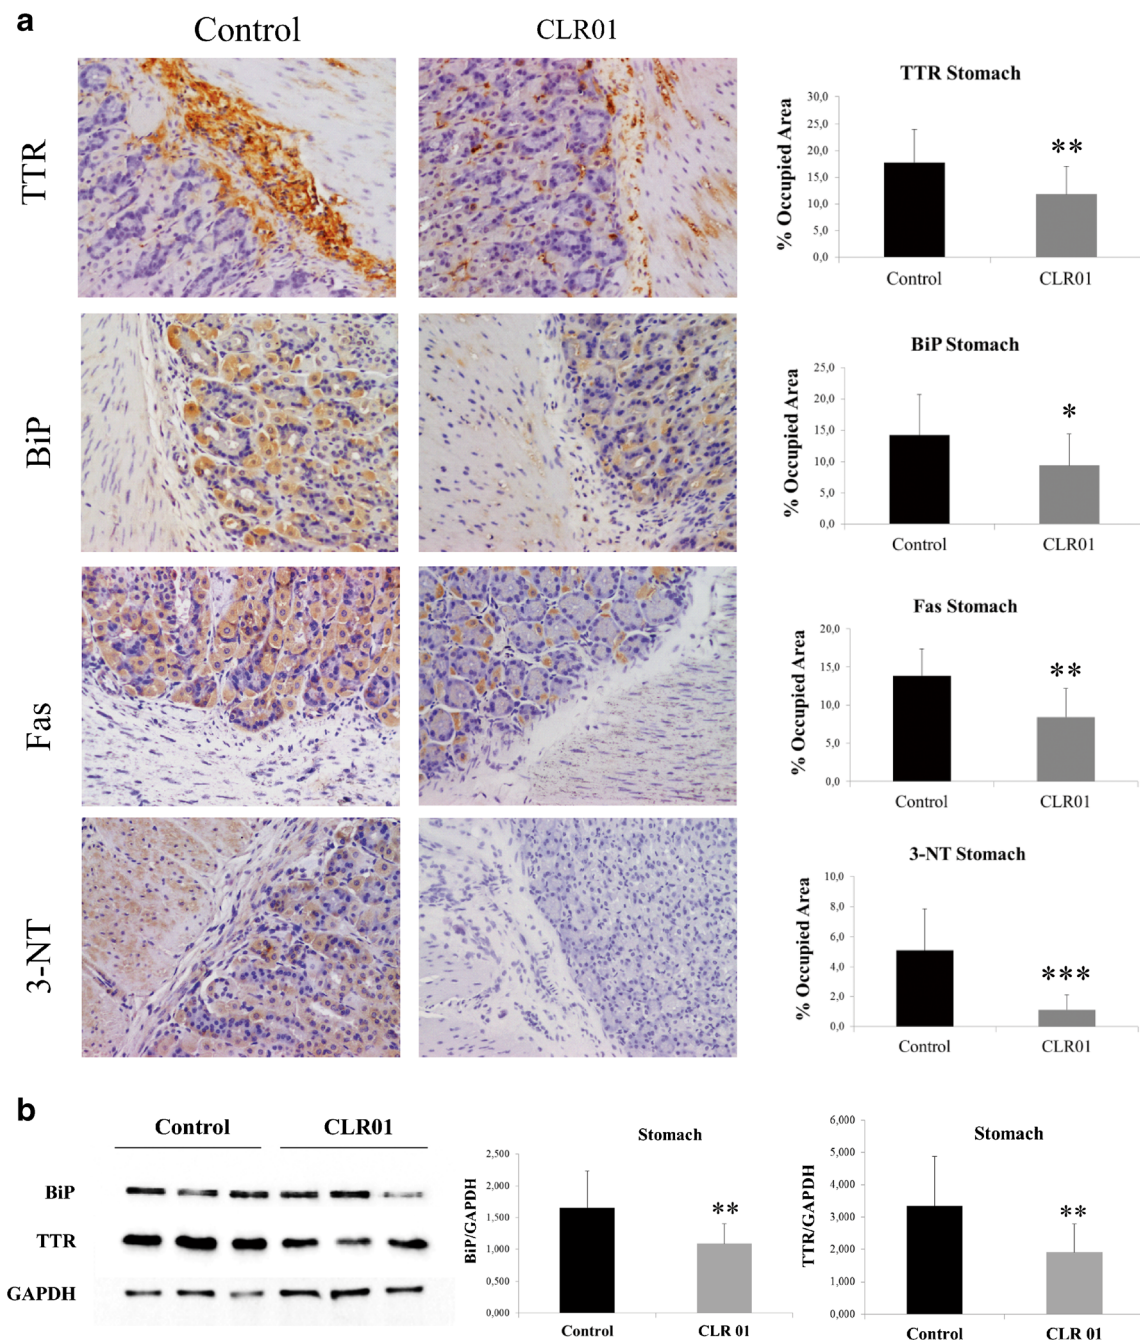 a
Control
CLR01
TTR
TTR Stomach
% Occupied Area
30,0
25,0
20,0
15,0
10,0
5,0
0,0
**
Control
CLR01
BiP
BiP Stomach
% Occupied Area
25,0
20,0
15,0
10,0
5,0
0,0
*
Control
CLR01
Fas
Fas Stomach
% Occupied Area
20,0
15,0
10,0
5,0
0,0
**
Control
CLR01
3-NT
3-NT Stomach
% Occupied Area
10,0
8,0
6,0
4,0
2,0
0,0
***
Control
CLR01
b
Control
CLR01
BiP
TTR
GAPDH
Stomach
BiP/GAPDH
2,500
2,000
1,500
1,000
0,500
0,000
**
Control
CLR 01
Stomach
TTR/GAPDH
6,000
5,000
4,000
3,000
2,000
1,000
0,000
**
Control
CLR 01